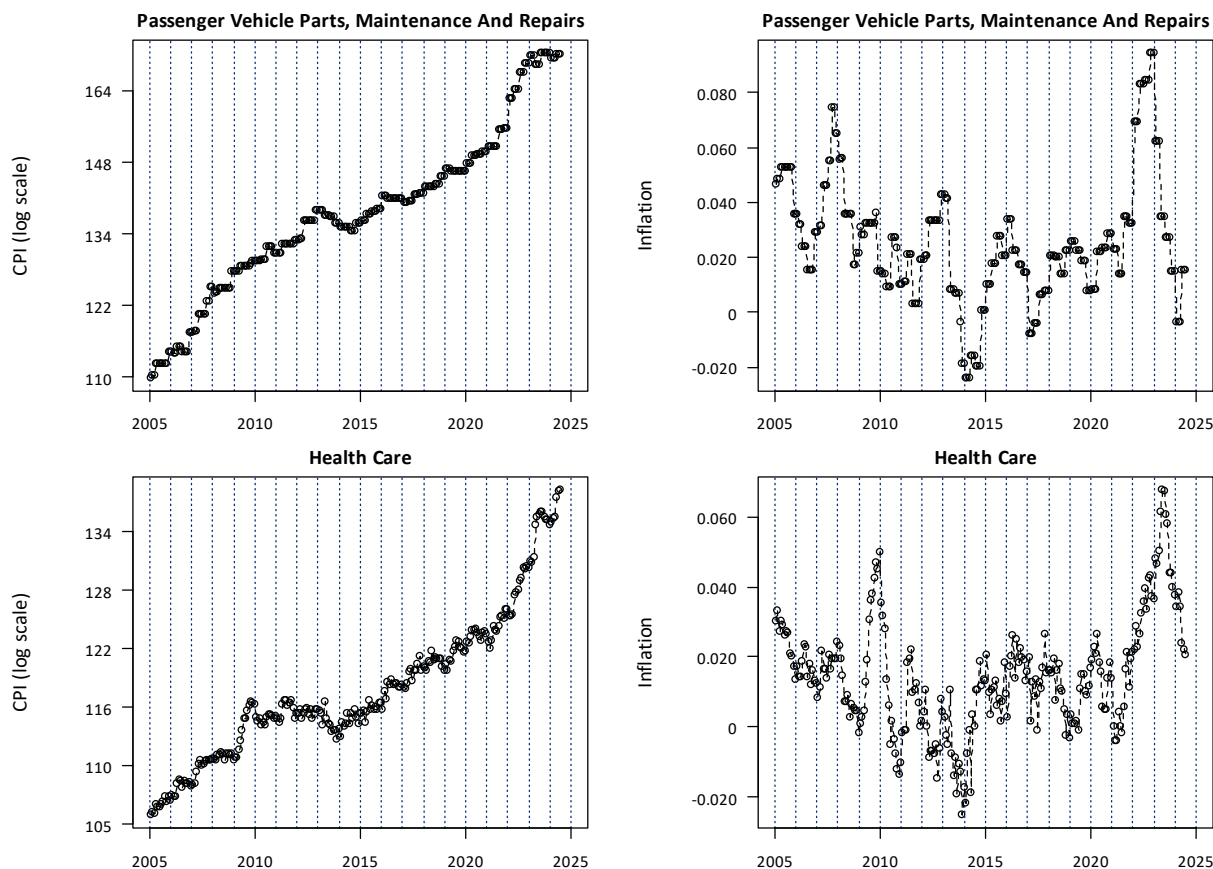 Passenger Vehicle Parts, Maintenance And Repairs
CPI (log scale)
164
148
134
122
110
2005 2010 2015 2020 2025
Passenger Vehicle Parts, Maintenance And Repairs
Inflation
0.080
0.060
0.040
0.020
0
-0.020
2005 2010 2015 2020 2025
Health Care
CPI (log scale)
134
128
122
116
110
105
2005 2010 2015 2020 2025
Health Care
Inflation
0.060
0.040
0.020
0
-0.020
2005 2010 2015 2020 2025